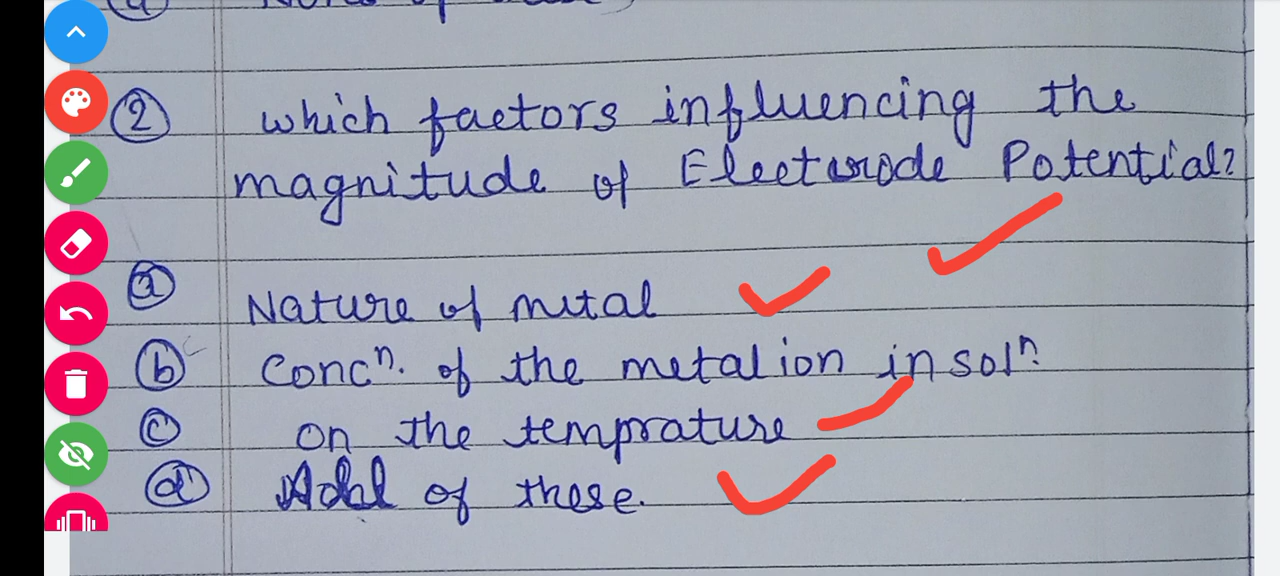 ② which factors influencing the
magnitude of Electrode Potential?
ⓐ Nature of metal
ⓑ Concⁿ. of the metal ion in solⁿ.
ⓒ on the temprature
ⓓ All of these.